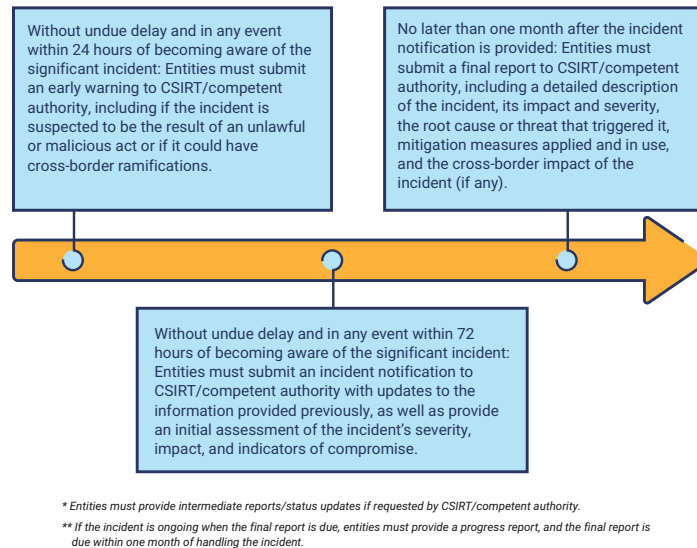 Without undue delay and in any event
within 24 hours of becoming aware of the
significant incident: Entities must submit
an early warning to CSIRT/competent
authority, including if the incident is
suspected to be the result of an unlawful
or malicious act or if it could have
cross-border ramifications.
No later than one month after the incident
notification is provided: Entities must
submit a final report to CSIRT/competent
authority, including a detailed description
of the incident, its impact and severity,
the root cause or threat that triggered it,
mitigation measures applied and in use,
and the cross-border impact of the
incident (if any).
Without undue delay and in any event within 72
hours of becoming aware of the significant incident:
Entities must submit an incident notification to
CSIRT/competent authority with updates to the
information provided previously, as well as provide
an initial assessment of the incident's severity,
impact, and indicators of compromise.
* Entities must provide intermediate reports/status updates if requested by CSIRT/competent authority.
** If the incident is ongoing when the final report is due, entities must provide a progress report, and the final report is
due within one month of handling the incident.